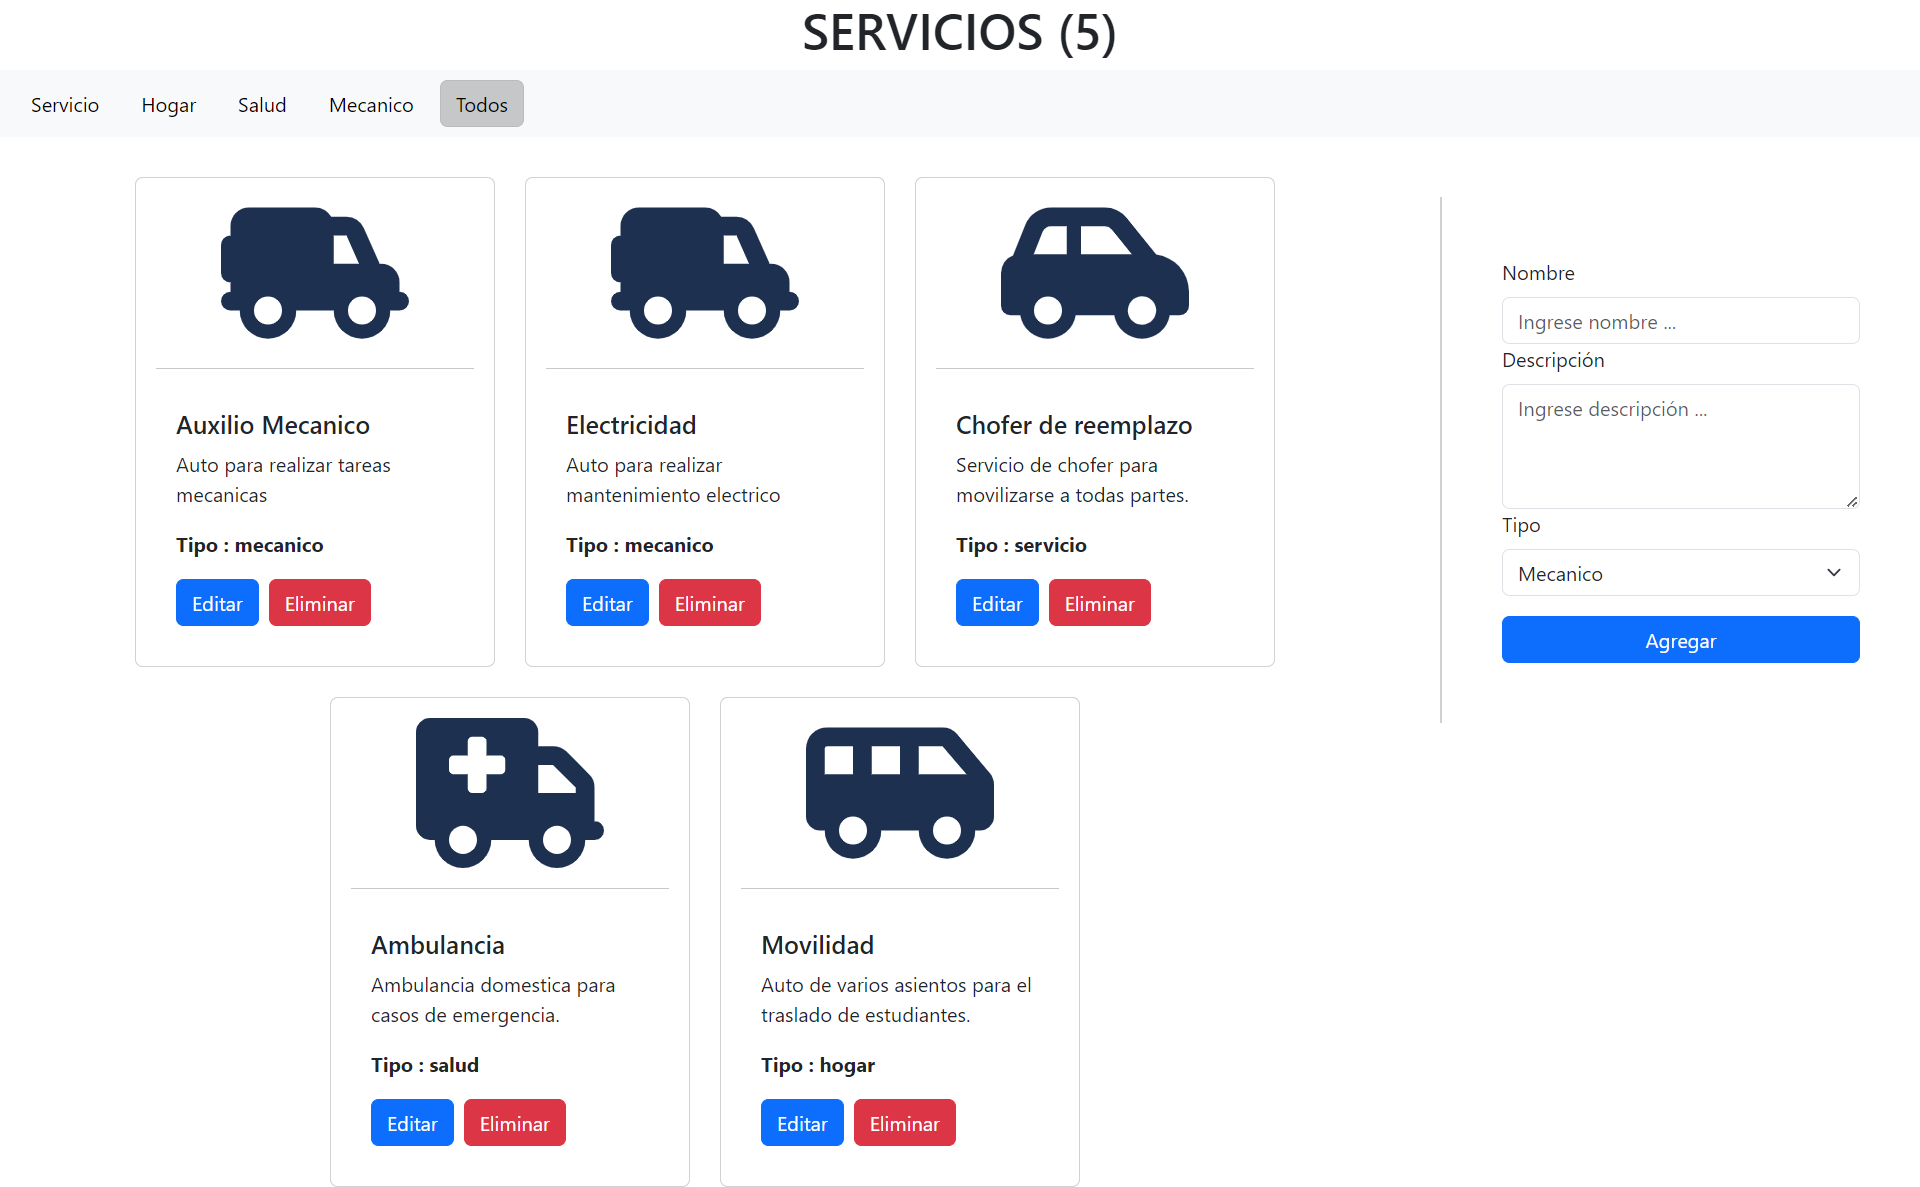 SERVICIOS (5)
Servicio
Hogar
Salud
Mecanico
Todos
Auxilio Mecanico
Auto para realizar tareas
mecanicas
Tipo : mecanico
Editar
Eliminar
Electricidad
Auto para realizar
mantenimiento electrico
Tipo : mecanico
Editar
Eliminar
Chofer de reemplazo
Servicio de chofer para
movilizarse a todas partes.
Tipo : servicio
Editar
Eliminar
Ambulancia
Ambulancia domestica para
casos de emergencia.
Tipo : salud
Editar
Eliminar
Movilidad
Auto de varios asientos para el
traslado de estudiantes.
Tipo : hogar
Editar
Eliminar
Nombre
Ingrese nombre ...
Descripción
Ingrese descripción ...
Tipo
Mecanico
Agregar